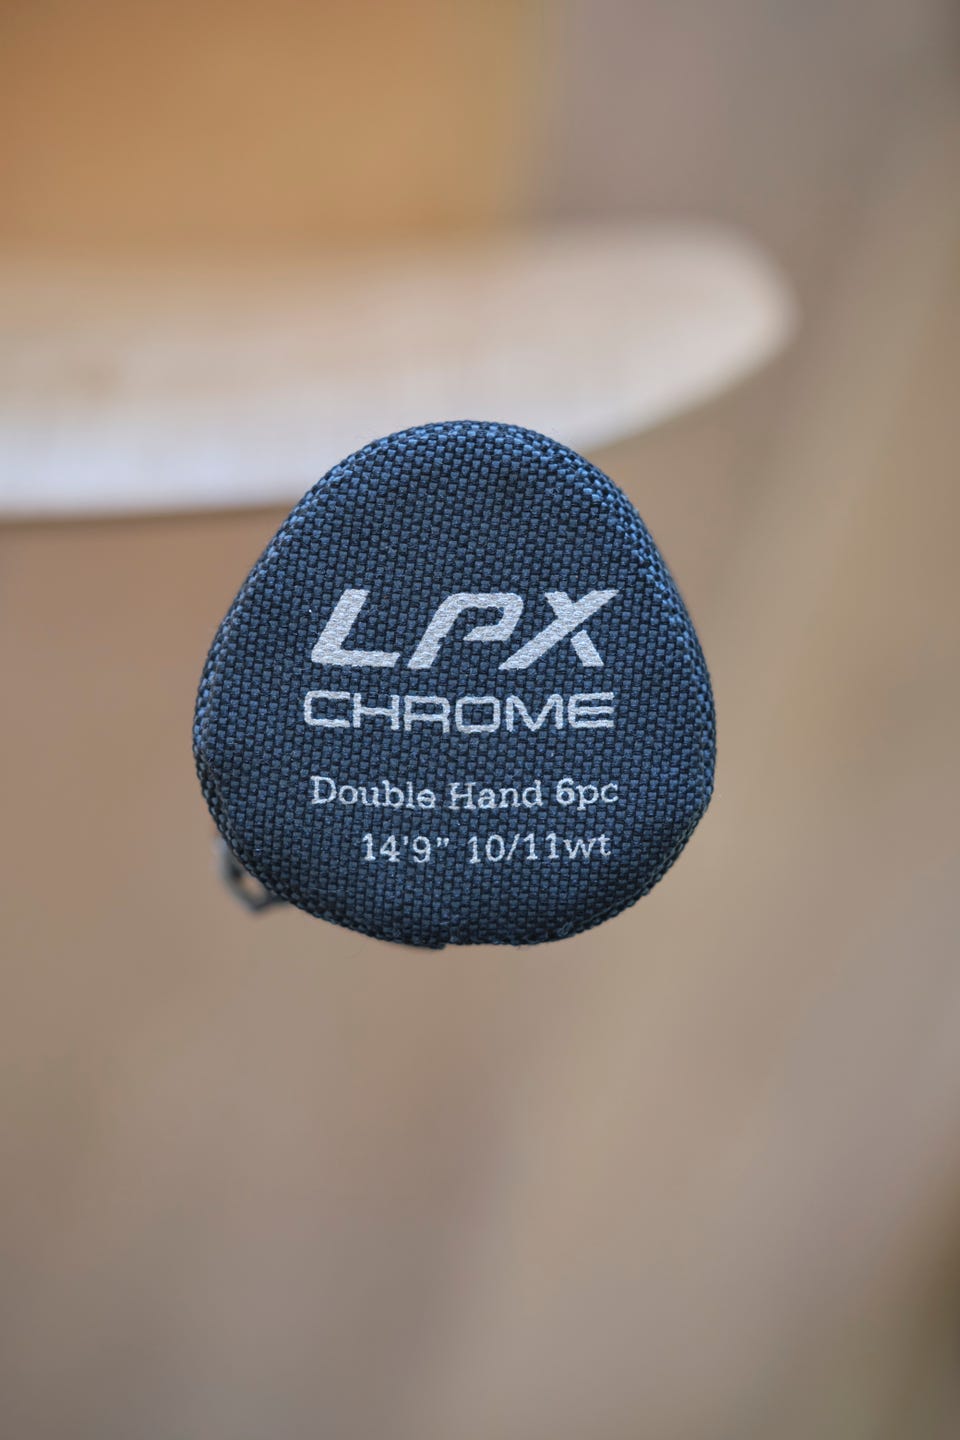 LPX
CHROME
Double Hand 6pc
14'9" 10/11wt